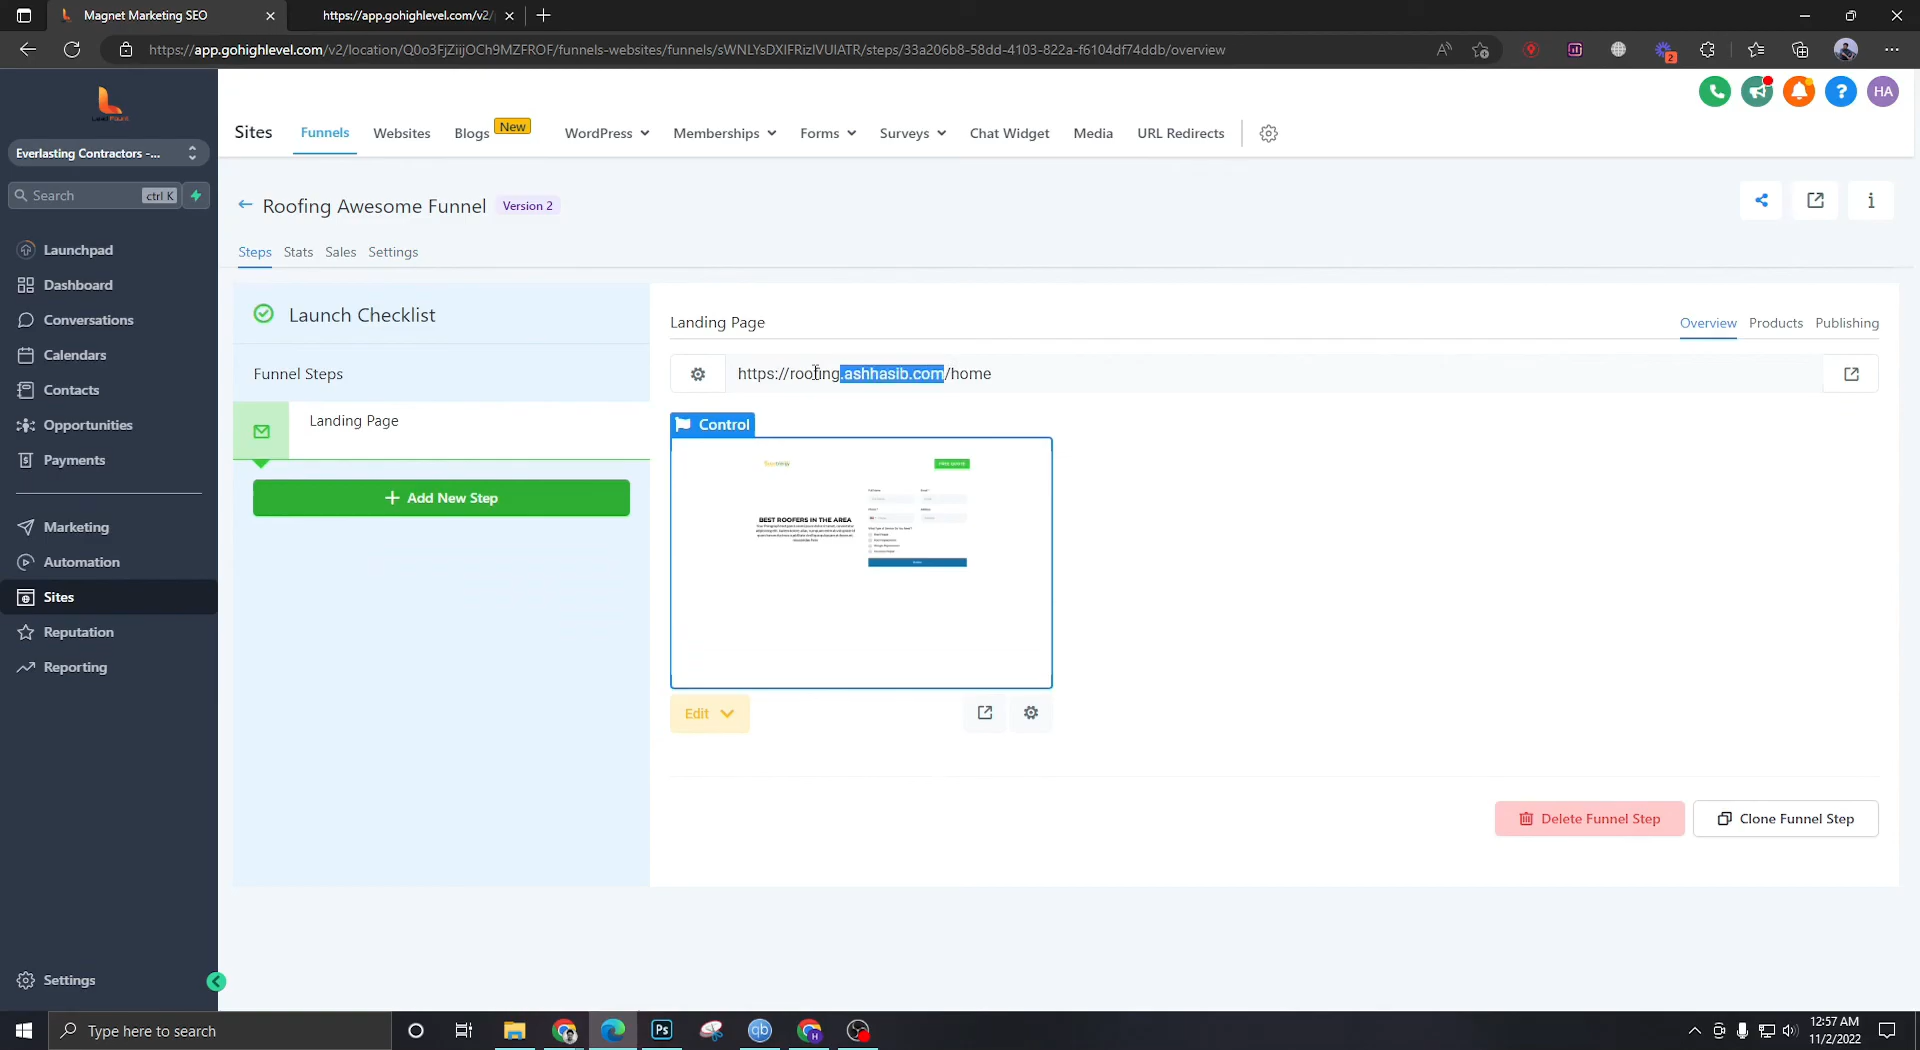 Magnet Marketing SEO
https://app.gohighlevel.com/v2/
https://app.gohighlevel.com/v2/location/Q0o3FjZiijOCh9MZFROF/funnels-websites/funnels/sWNLYsDXIFRizlVUIATR/steps/33a206b8-58dd-4103-822a-f6104df74ddb/overview
2
HA
Sites
Funnels
Websites
Blogs
New
WordPress
Memberships
Forms
Surveys
Chat Widget
Media
URL Redirects
Everlasting Contractors -...
Search
ctrl K
Launchpad
Dashboard
Conversations
Calendars
Contacts
Opportunities
Payments
Marketing
Automation
Sites
Reputation
Reporting
Settings
Roofing Awesome Funnel
Version 2
Steps
Stats
Sales
Settings
Launch Checklist
Funnel Steps
Landing Page
Add New Step
Landing Page
Overview
Products
Publishing
https://roofing.ashhasib.com/home
Control
BEST ROOFERS IN THE AREA
Edit
Delete Funnel Step
Clone Funnel Step
Type here to search
Ps
qb
H
12:57 AM
11/2/2022